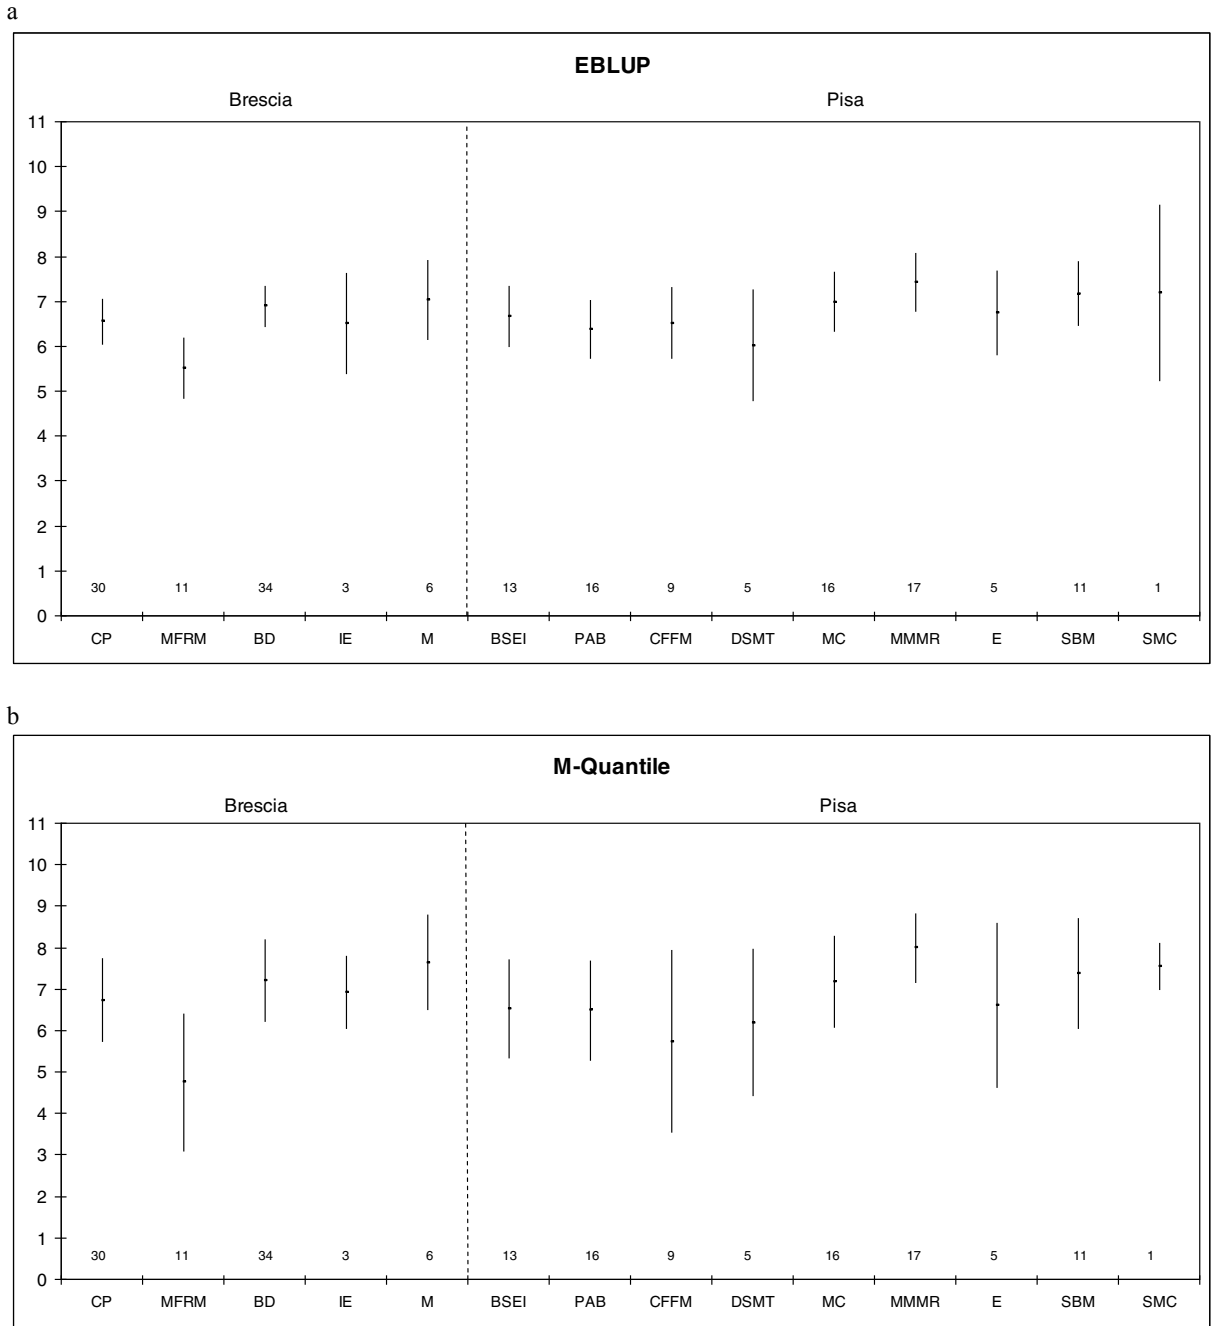 a
EBLUP
Brescia Pisa
11
10
9
8
7
6
5
4
3
2
1
30 11 34 3 6 13 16 9 5 16 17 5 11 1
0
CP MFRM BD IE M BSEI PAB CFFM DSMT MC MMMR E SBM SMC
b
M-Quantile
Brescia Pisa
11
10
9
8
7
6
5
4
3
2
1
30 11 34 3 6 13 16 9 5 16 17 5 11 1
0
CP MFRM BD IE M BSEI PAB CFFM DSMT MC MMMR E SBM SMC